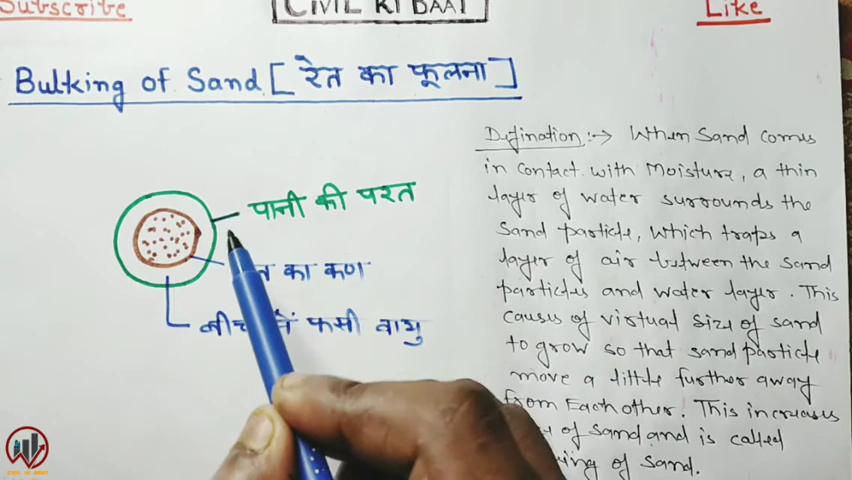 Subscribe
CIVIL KI BAAT
Like
Bulking of Sand [रेत का फूलना]
पानी की परत
का कण
फसी वायु
Defination:→ When Sand comes
in contact with Moisture, a thin
layer of water surrounds the
sand particle, which traps a
layer of air between the sand
particles and water layer. This
causes of virtual size of sand
to grow so that sand particle
move a little further away
from Each other. This increases
of sand and is called
of sand.